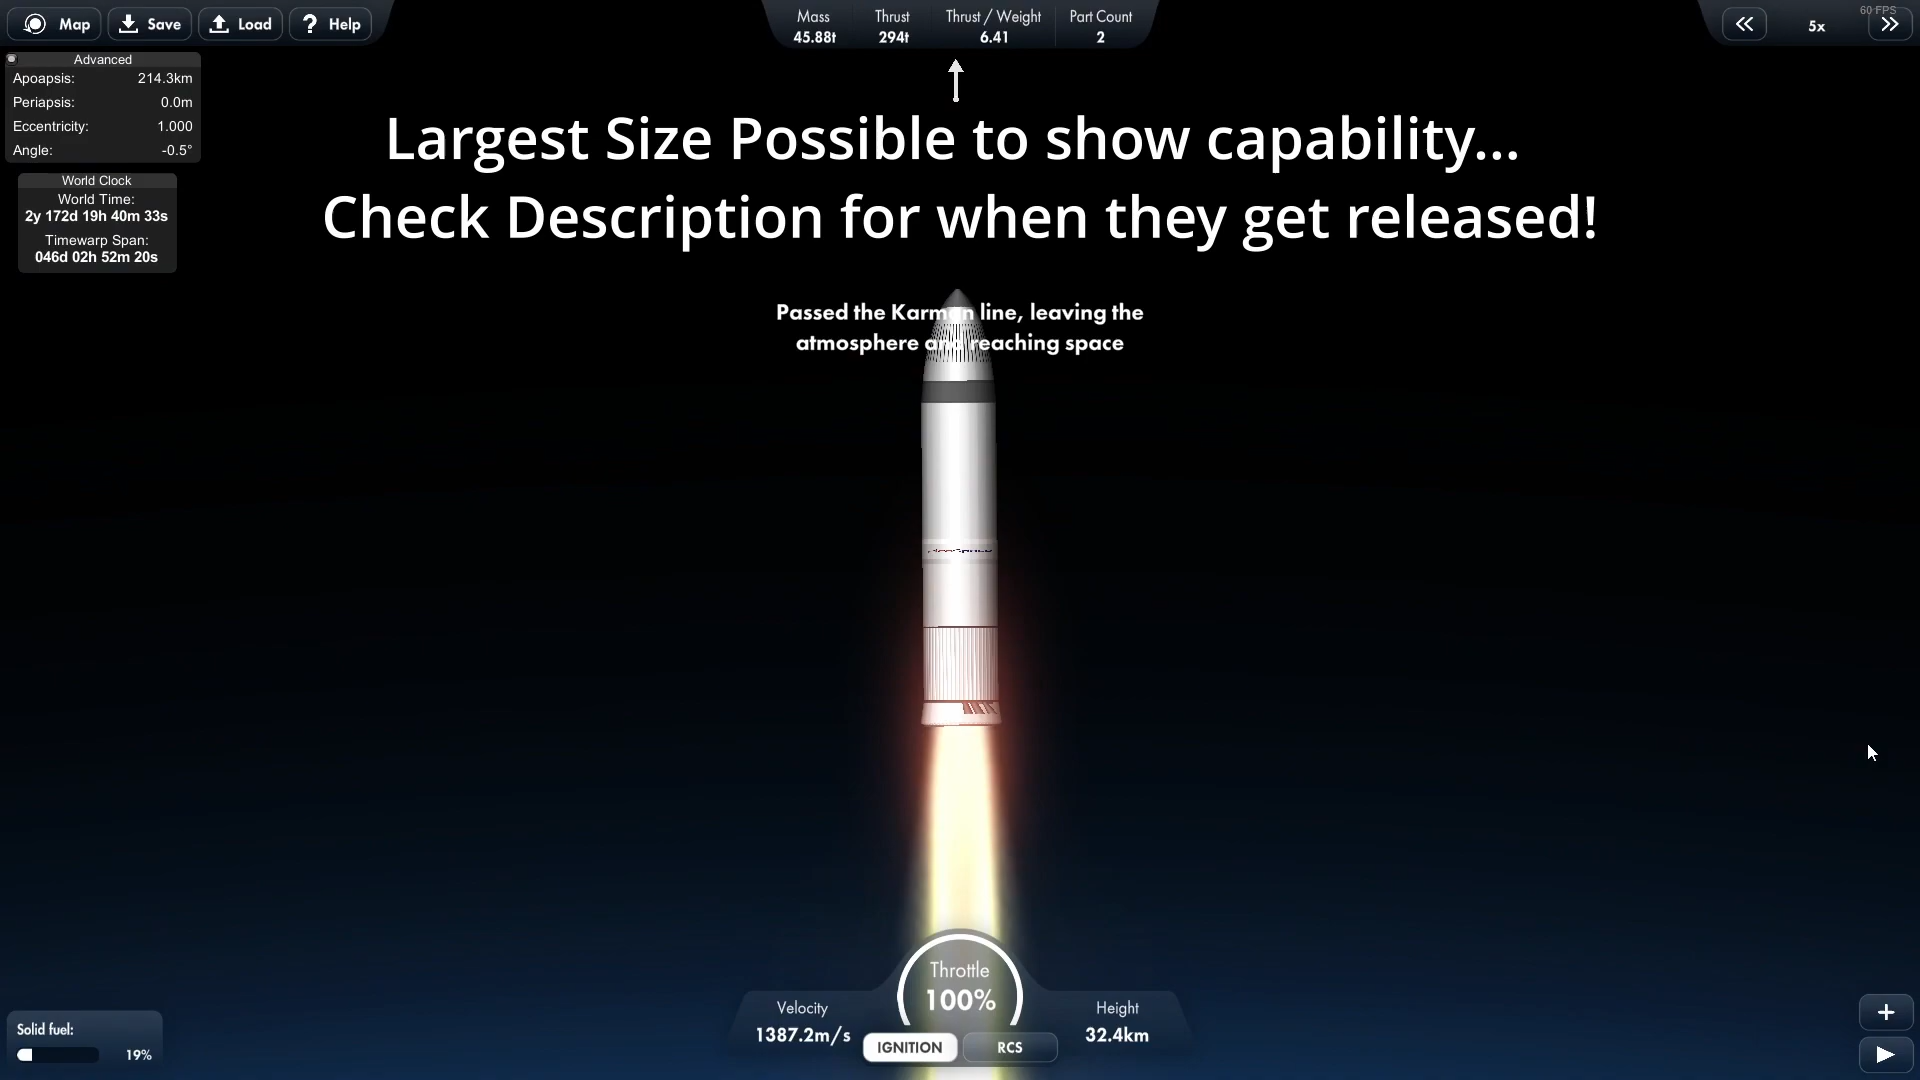 Map
Save
Load
Help
Mass
45.88t
Thrust
294t
Thrust / Weight
6.41
Part Count
2
60 FPS
5x
Advanced
Apoapsis: 214.3km
Periapsis: 0.0m
Eccentricity: 1.000
Angle: -0.5°
World Clock
World Time:
2y 172d 19h 40m 33s
Timewarp Span:
046d 02h 52m 20s
Largest Size Possible to show capability...
Check Description for when they get released!
Passed the Karman line, leaving the
atmosphere and reaching space
Throttle
100%
Velocity
1387.2m/s
Height
32.4km
IGNITION
RCS
Solid fuel:
19%